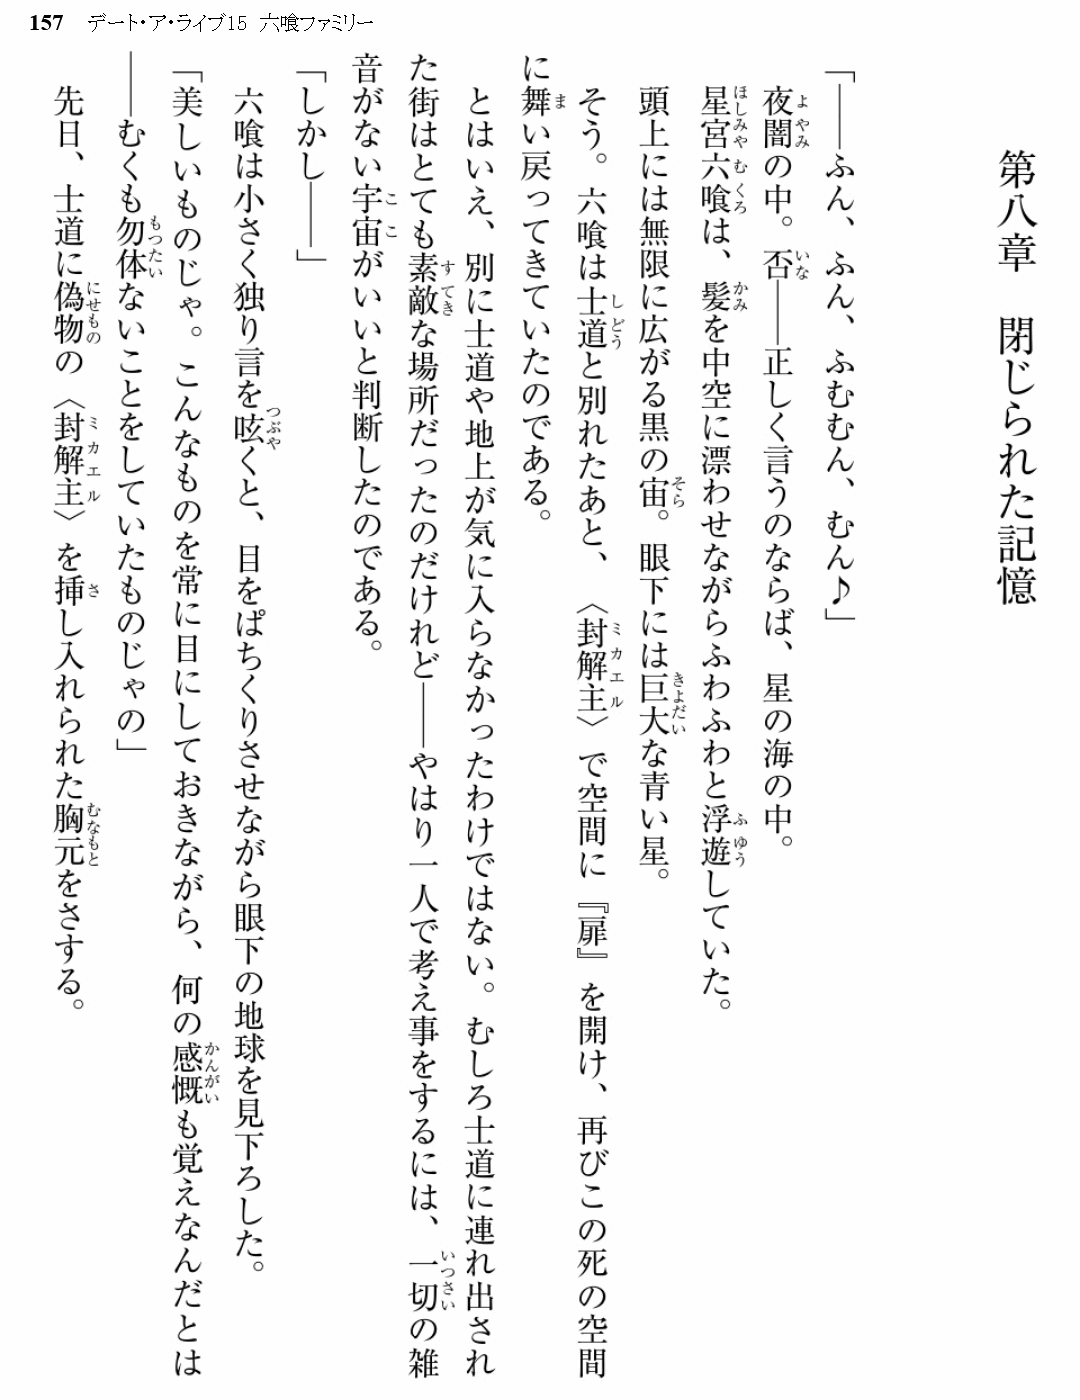 157 デート・ア・ライブ15 六喰ファミリー
第八章 閉じられた記憶
「――ふん、ふん、ふむむん、むん♪」
夜闇の中。否――正しく言うのならば、星の海の中。
星宮六喰は、髪を中空に漂わせながらふわふわと浮遊していた。
頭上には無限に広がる黒の宙。眼下には巨大な青い星。
そう。六喰は士道と別れたあと、〈封解主〉で空間に『扉』を開け、再びこの死の空間
に舞い戻ってきていたのである。
とはいえ、別に士道や地上が気に入らなかったわけではない。むしろ士道に連れ出され
た街はとても素敵な場所だったのだけれど――やはり一人で考え事をするには、一切の雑
音がない宇宙がいいと判断したのである。
「しかし――」
六喰は小さく独り言を呟くと、目をぱちくりさせながら眼下の地球を見下ろした。
「美しいものじゃ。こんなものを常に目にしておきながら、何の感慨も覚えなんだとは
――むくも勿体ないことをしていたものじゃの」
先日、士道に偽物の〈封解主〉を挿し入れられた胸元をさする。